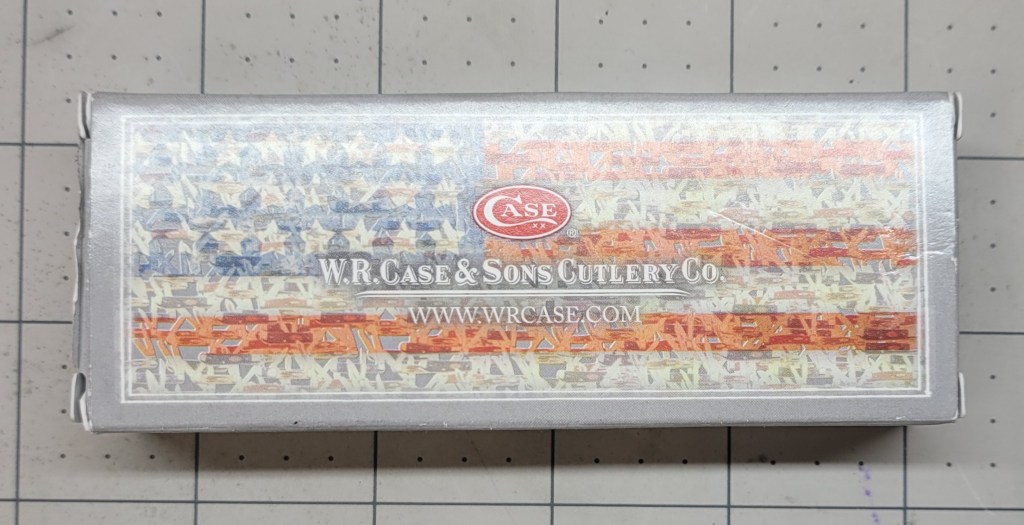 CASE
XX
®
W.R. CASE & SONS CUTLERY CO.
WWW.WRCASE.COM